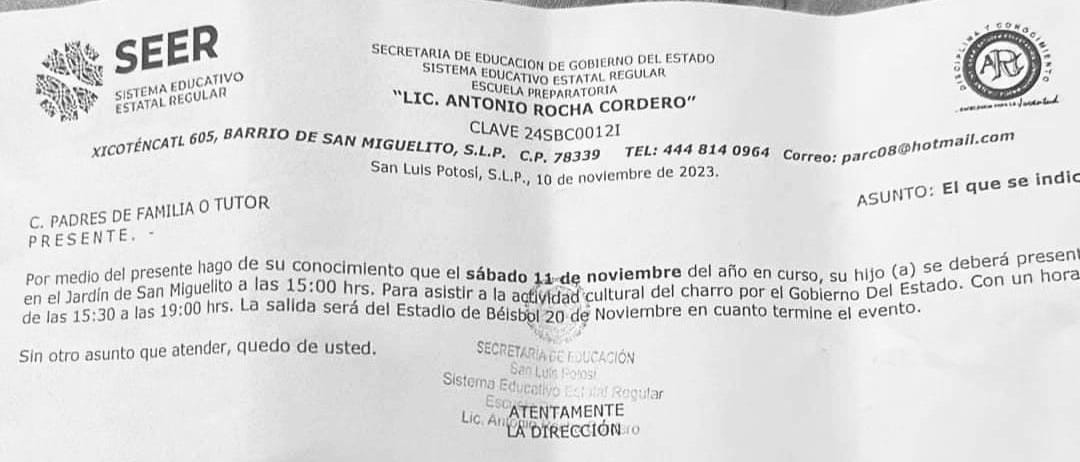 SEER
SISTEMA EDUCATIVO
ESTATAL REGULAR
SECRETARIA DE EDUCACION DE GOBIERNO DEL ESTADO
SISTEMA EDUCATIVO ESTATAL REGULAR
ESCUELA PREPARATORIA
"LIC. ANTONIO ROCHA CORDERO"
CLAVE 24SBC0012I
DISCIPLINA Y CONOCIMIENTO
ARC
XICOTÉNCATL 605, BARRIO DE SAN MIGUELITO, S.L.P. C.P. 78339 TEL: 444 814 0964 Correo: parc08@hotmail.com
San Luis Potosí, S.L.P., 10 de noviembre de 2023.
ASUNTO: El que se indic
C. PADRES DE FAMILIA O TUTOR
PRESENTE. -
Por medio del presente hago de su conocimiento que el sábado 11 de noviembre del año en curso, su hijo (a) se deberá present
en el Jardín de San Miguelito a las 15:00 hrs. Para asistir a la actividad cultural del charro por el Gobierno Del Estado. Con un hora
de las 15:30 a las 19:00 hrs. La salida será del Estadio de Béisbol 20 de Noviembre en cuanto termine el evento.
Sin otro asunto que atender, quedo de usted.
SECRETARÍA DE EDUCACIÓN
San Luis Potosí
Sistema Educativo Estatal Regular
ATENTAMENTE
LA DIRECCIÓN